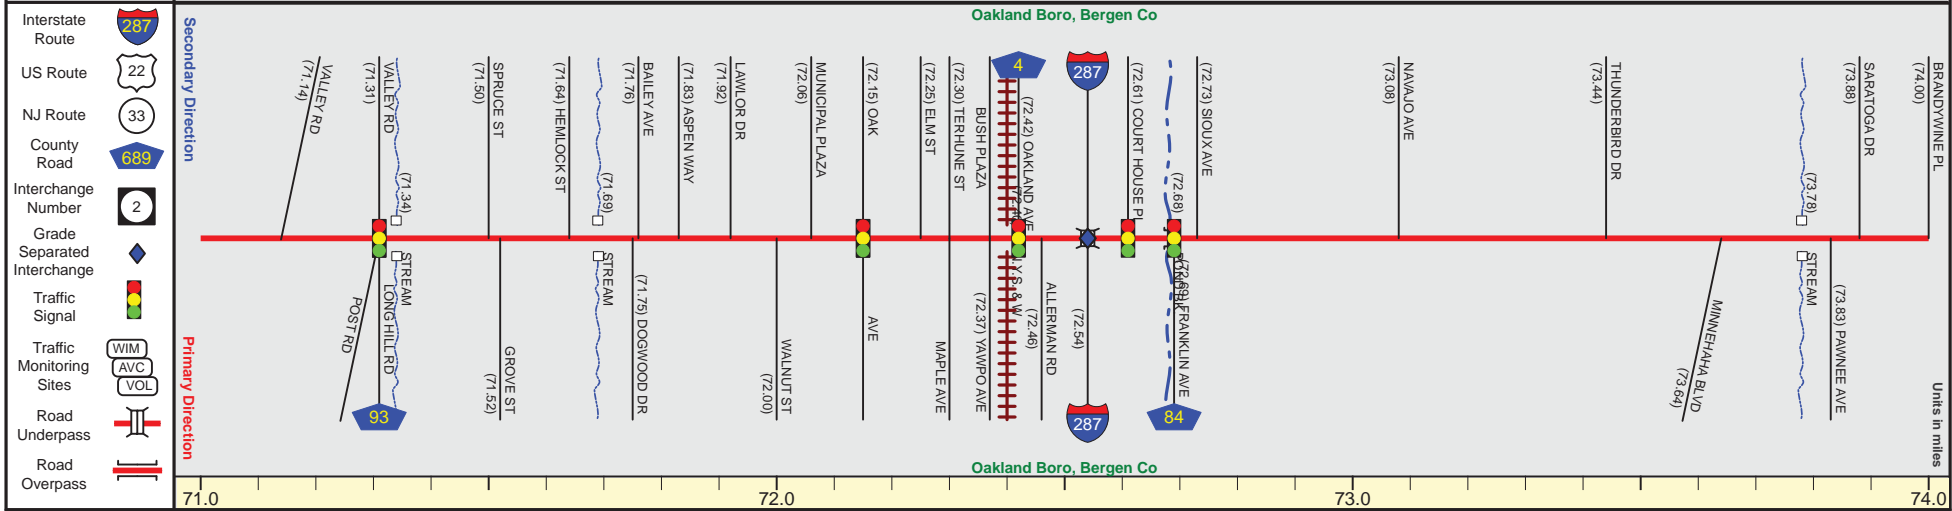 Interstate
Route
287
US Route
22
NJ Route
33
County
Road
689
Interchange
Number
2
Grade
Separated
Interchange
Traffic
Signal
Traffic
Monitoring
Sites
WIM
AVC
VOL
Road
Underpass
Road
Overpass
Secondary Direction
Primary Direction
Oakland Boro, Bergen Co
VALLEY RD
(71.14)
VALLEY RD
(71.31)
(71.34)
SPRUCE ST
(71.50)
(71.64) HEMLOCK ST
(71.69)
BAILEY AVE
(71.76)
(71.83) ASPEN WAY
LAWLOR DR
(71.92)
MUNICIPAL PLAZA
(72.06)
(72.15) OAK
(72.25) ELM ST
(72.30) TERHUNE ST
BUSH PLAZA
4
(72.42) OAKLAND AVE
287
(72.61) COURT HOUSE PL
(72.68)
(72.73) SIOUX AVE
NAVAJO AVE
(73.08)
THUNDERBIRD DR
(73.44)
(73.78)
SARATOGA DR
(73.88)
BRANDYWINE PL
(74.00)
POST RD
LONG HILL RD
93
STREAM
GROVE ST
(71.52)
STREAM
(71.75) DOGWOOD DR
WALNUT ST
(72.00)
AVE
MAPLE AVE
(72.37) YAWPO AVE
ALLERMAN RD
(72.46)
(72.54)
287
(72.69) FRANKLIN AVE
84
MINNEHAHA BLVD
(73.64)
STREAM
(73.83) PAWNEE AVE
Units in miles
Oakland Boro, Bergen Co
71.0
72.0
73.0
74.0